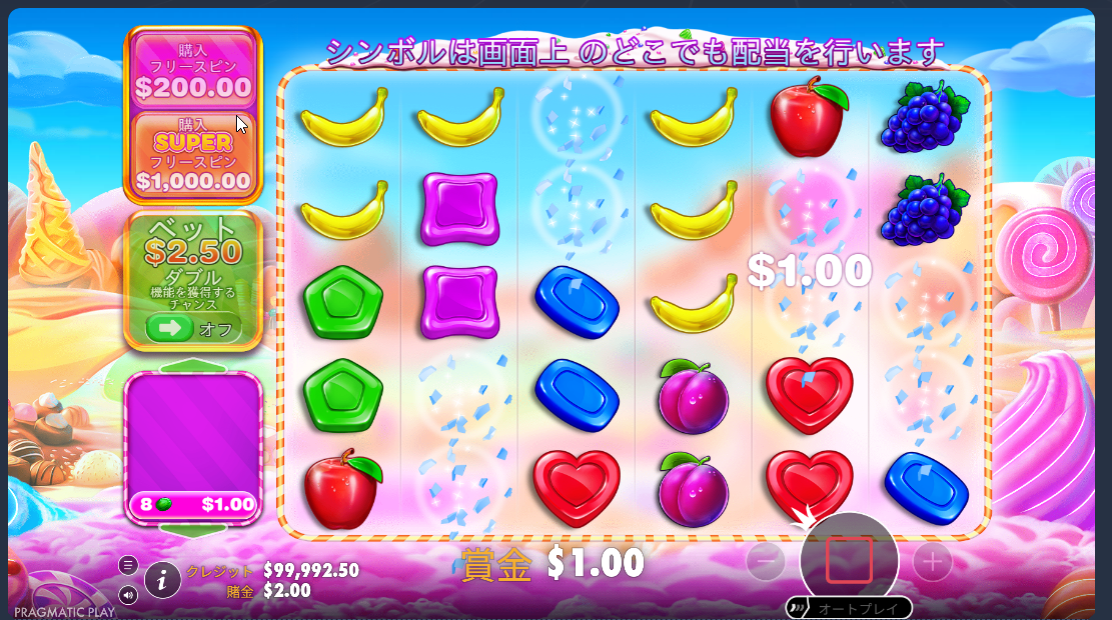 シンボルは画面上 のどこでも配当を行います
購入
フリースピン
$200.00
購入
SUPER
フリースピン
$1,000.00
ベット
$2.50
ダブル
機能を獲得する
チャンス
オフ
$1.00
8 $1.00
クレジット $99,992.50
賭金 $2.00
賞金 $1.00
オートプレイ
PRAGMATIC PLAY